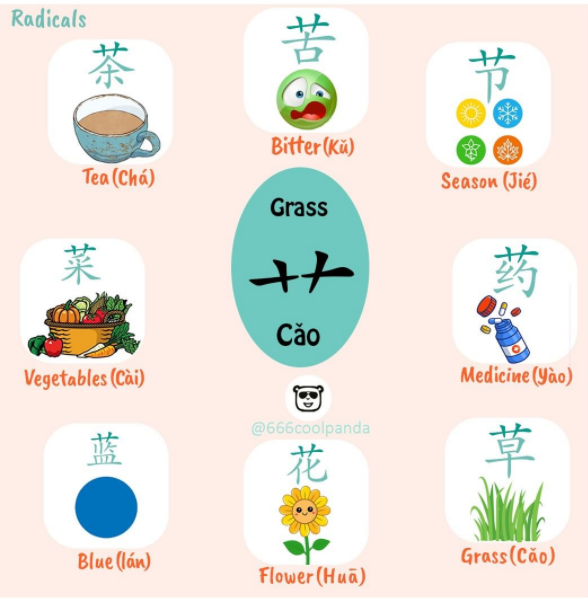 Radicals
茶
Tea (Chá)
苦
Bitter (Kǔ)
节
Season (Jié)
Grass
艹
Cǎo
菜
Vegetables (Cài)
药
Medicine (Yào)
@666coolpanda
蓝
Blue (lán)
花
Flower (Huā)
草
Grass (Cǎo)